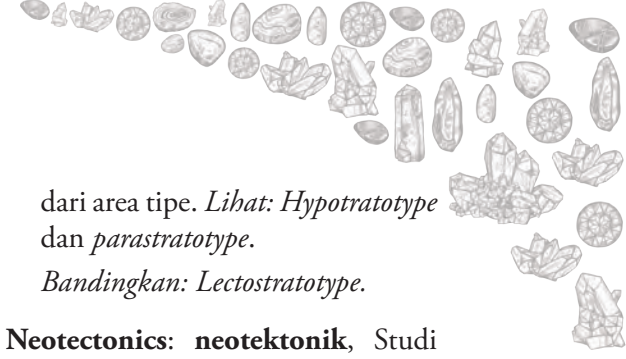 dari area tipe. Lihat: Hypotratotype
dan parastratotype.
Bandingkan: Lectostratotype.
Neotectonics: neotektonik, Studi